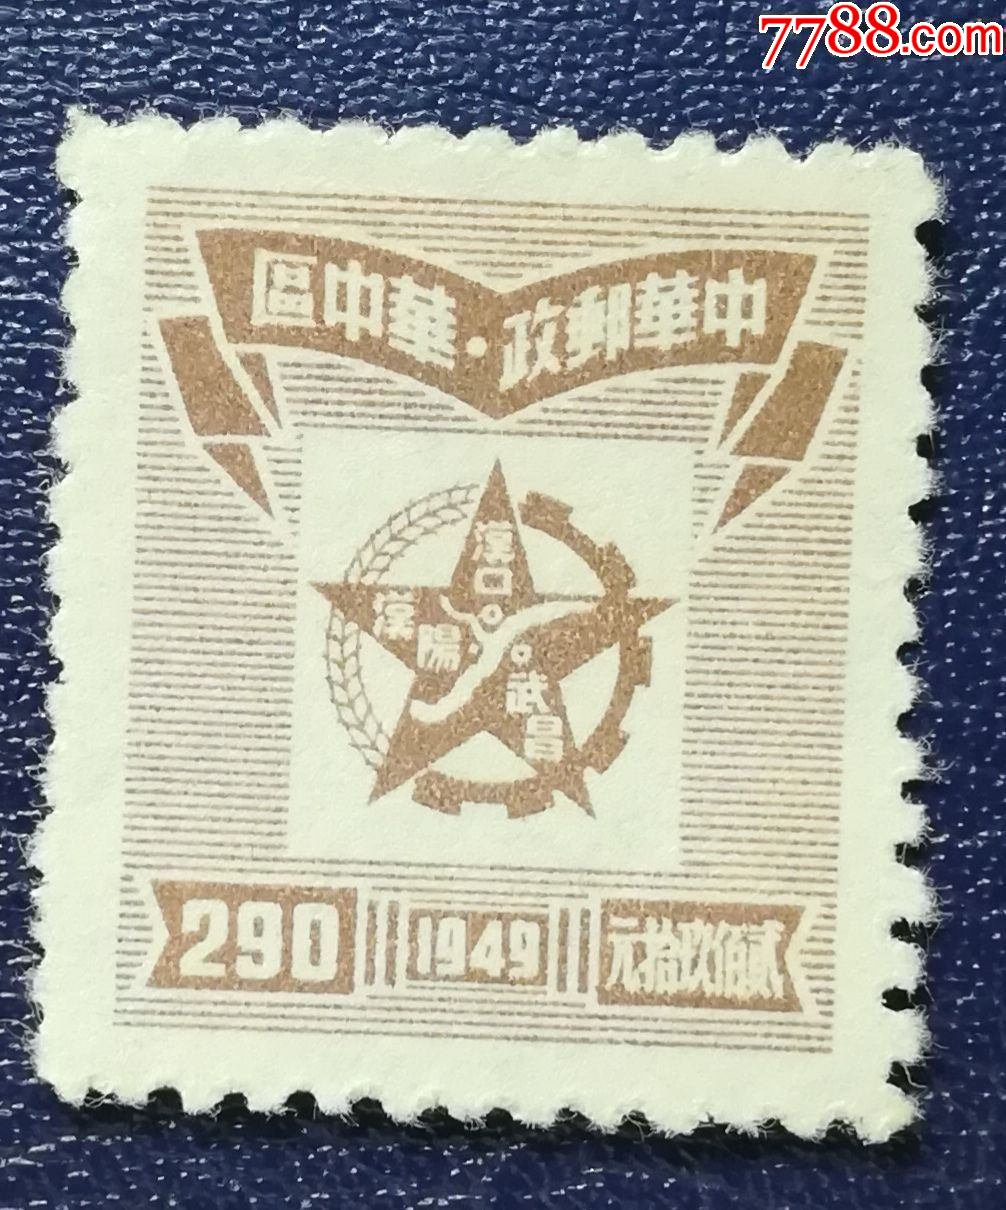 7788.com
中華郵政·華中區
漢口
漢陽
武昌
290
1949
貳佰玖拾元